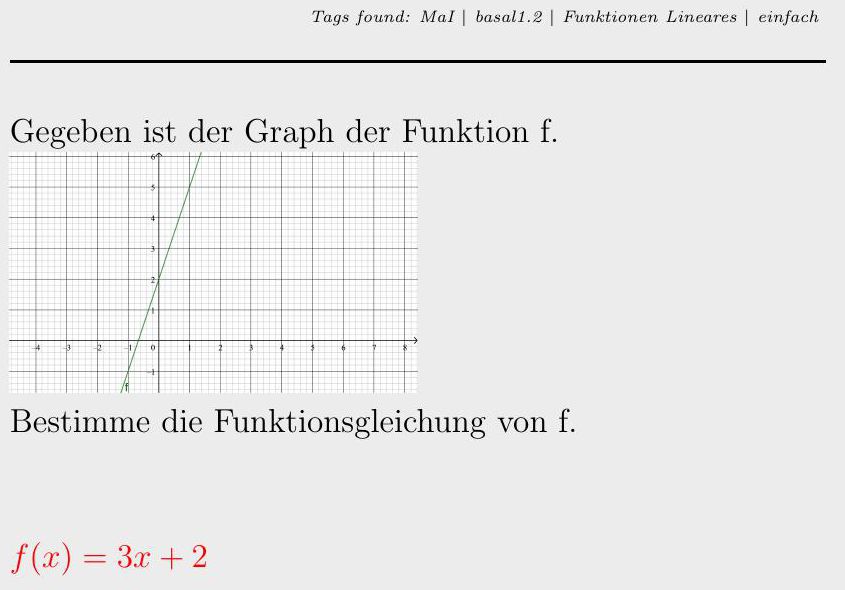 Tags found: MaI | basal1.2 | Funktionen Lineares | einfach
Gegeben ist der Graph der Funktion f.
6
5
4
3
2
1
-4 -3 -2 -1 0 1 2 3 4 5 6 7 8
-1
f
Bestimme die Funktionsgleichung von f.
f(x) = 3x + 2